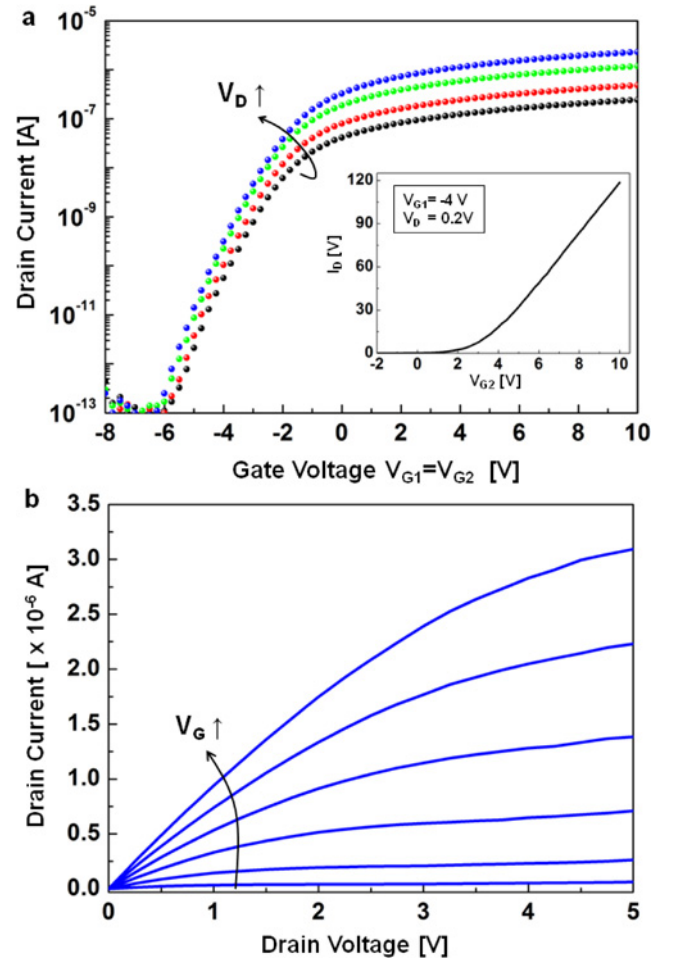 a
Drain Current [A]
10⁻⁵
10⁻⁷
10⁻⁹
10⁻¹¹
10⁻¹³
V_D ↑
I_D [V]
120
90
60
30
0
V_G1= -4 V
V_D = 0.2V
-2 0 2 4 6 8 10
V_G2 [V]
-8 -6 -4 -2 0 2 4 6 8 10
Gate Voltage V_G1=V_G2 [V]
b
Drain Current [ x 10⁻⁶ A]
3.5
3.0
2.5
2.0
1.5
1.0
0.5
0.0
V_G ↑
0 1 2 3 4 5
Drain Voltage [V]